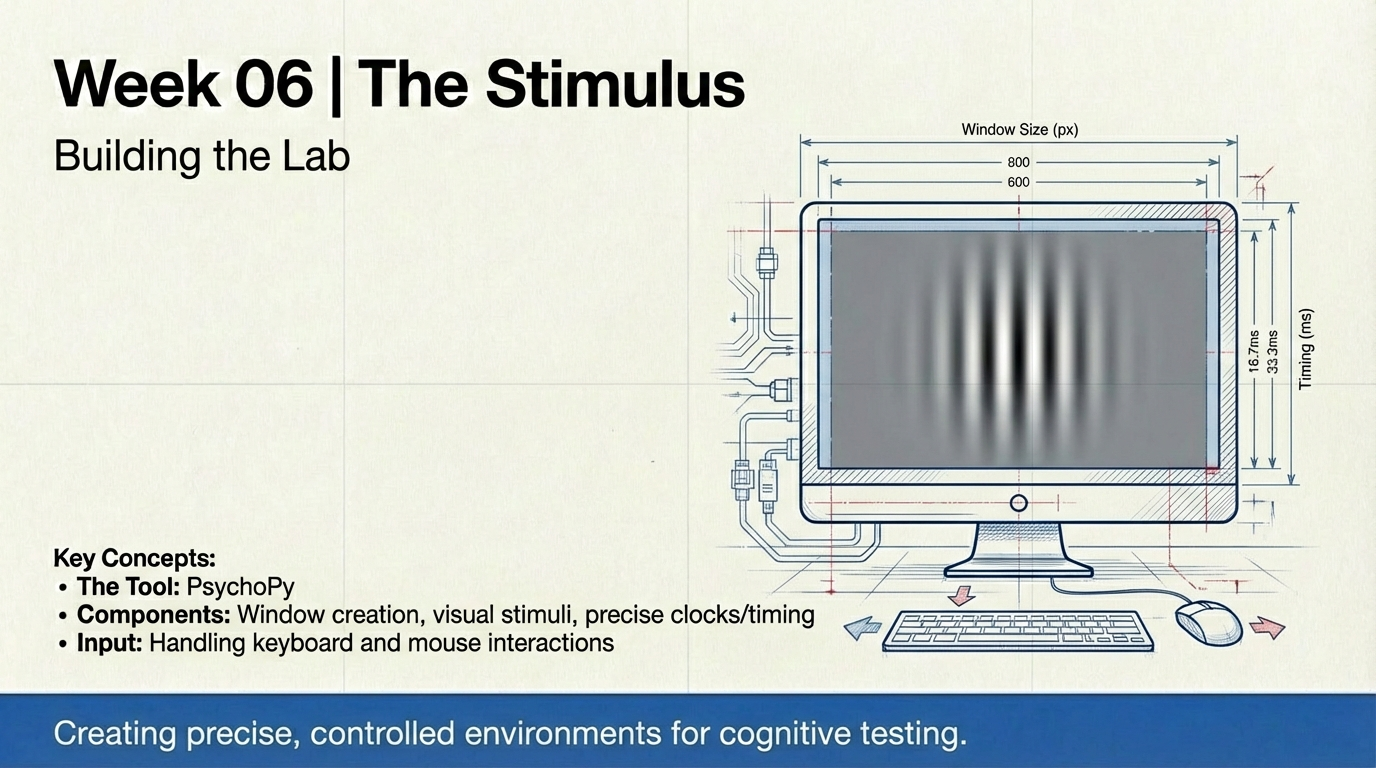 Week 06 | The Stimulus
Building the Lab
Window Size (px)
800
600
16.7ms
33.3ms
Timing (ms)
Key Concepts:
• The Tool: PsychoPy
• Components: Window creation, visual stimuli, precise clocks/timing
• Input: Handling keyboard and mouse interactions
Creating precise, controlled environments for cognitive testing.